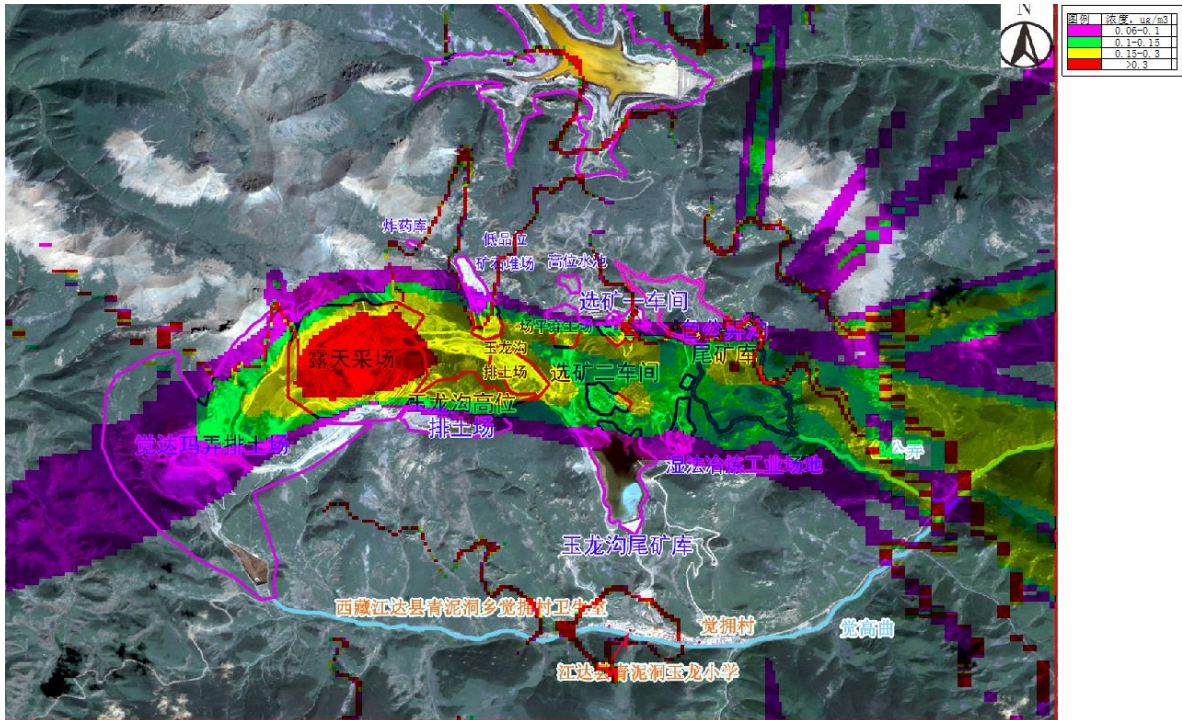 N
图例 浓度, ug/m3
0.06-0.1
0.1-0.15
0.15-0.3
>0.3
炸药库
低品位
矿石堆场
高位水池
选矿一车间
场平弃土场
露天采场
玉龙沟
排土场
尾矿库
选矿二车间
玉龙沟高位
排土场
觉达玛弄排土场
湿法冶炼工业场地
玉龙沟尾矿库
西藏江达县青泥洞乡觉拥村卫生室
觉拥村
觉高曲
江达县青泥洞玉龙小学